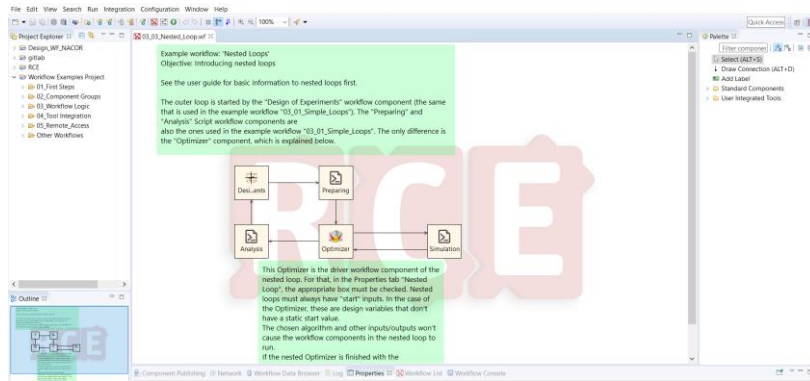 File Edit View Search Run Integration Configuration Window Help
100%
Quick Access
Project Explorer
Design_WF_NACOR
gitlab
RCE
Workflow Examples Project
01_First Steps
02_Component Groups
03_Workflow Logic
04_Tool Integration
05_Remote_Access
Other Workflows
Outline
03_03_Nested_Loop.wf
Example workflow: 'Nested Loops'
Objective: Introducing nested loops
See the user guide for basic information to nested loops first.
The outer loop is started by the "Design of Experiments" workflow component (the same
that is used in the example workflow "03_01_Simple_Loops"). The "Preparing" and
"Analysis" Script workflow components are
also the ones used in the example workflow "03_01_Simple_Loops". The only difference is
the "Optimizer" component, which is explained below.
RCE
Desi...ents
Preparing
Analysis
Optimizer
Simulation
This Optimizer is the driver workflow component of the
nested loop. For that, in the Properties tab "Nested
Loop", the appropriate box must be checked. Nested
loops must always have "start" inputs. In the case of
the Optimizer, these are design variables that don't
have a static start value.
The chosen algorithm and other inputs/outputs won't
cause the workflow components in the nested loop to
run.
If the nested Optimizer is finished with the
Palette
Filter componen
Select (ALT+S)
Draw Connection (ALT+D)
Add Label
Standard Components
User Integrated Tools
Component Publishing Network Workflow Data Browser Log Properties Workflow List Workflow Console